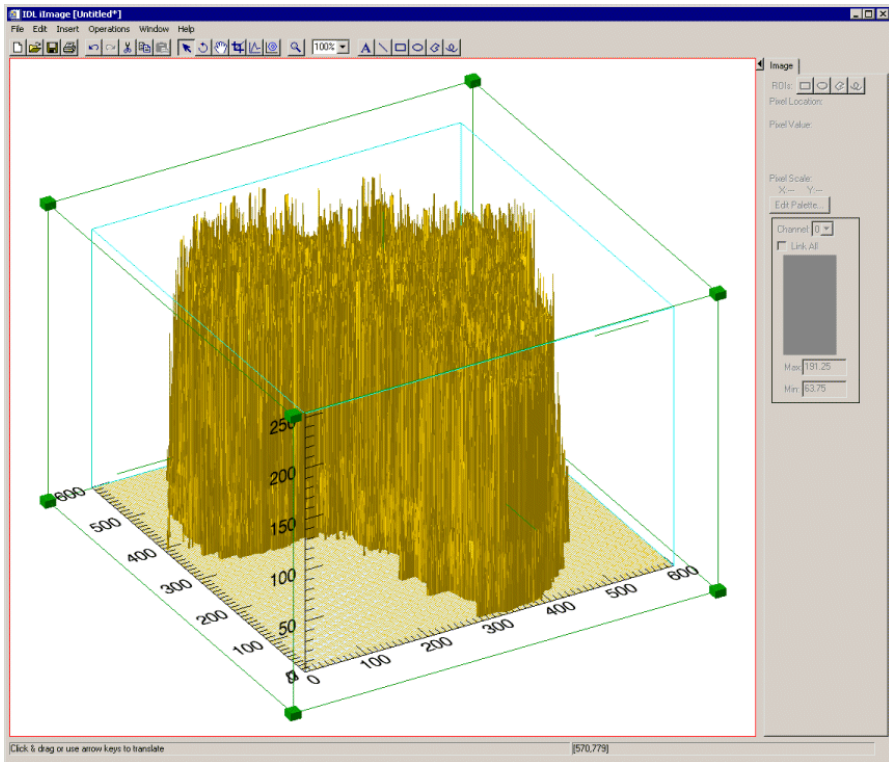 IDL iImage [Untitled*]
File Edit Insert Operations Window Help
100%
A
Image
ROIs:
Pixel Location:
Pixel Value:
Pixel Scale:
X:-- Y:--
Edit Palette...
Channel: 0
Link All
Max: 191.25
Min: 63.75
250
200
150
100
50
0
600
500
400
300
200
100
0
0
100
200
300
400
500
600
Click & drag or use arrow keys to translate
[570,779]